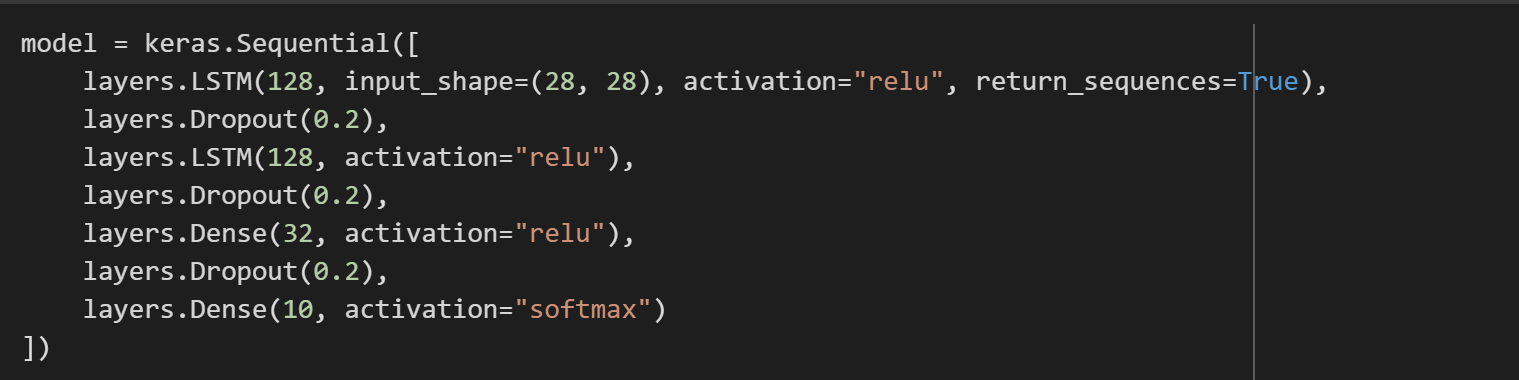 model = keras.Sequential([
    layers.LSTM(128, input_shape=(28, 28), activation="relu", return_sequences=True),
    layers.Dropout(0.2),
    layers.LSTM(128, activation="relu"),
    layers.Dropout(0.2),
    layers.Dense(32, activation="relu"),
    layers.Dropout(0.2),
    layers.Dense(10, activation="softmax")
])